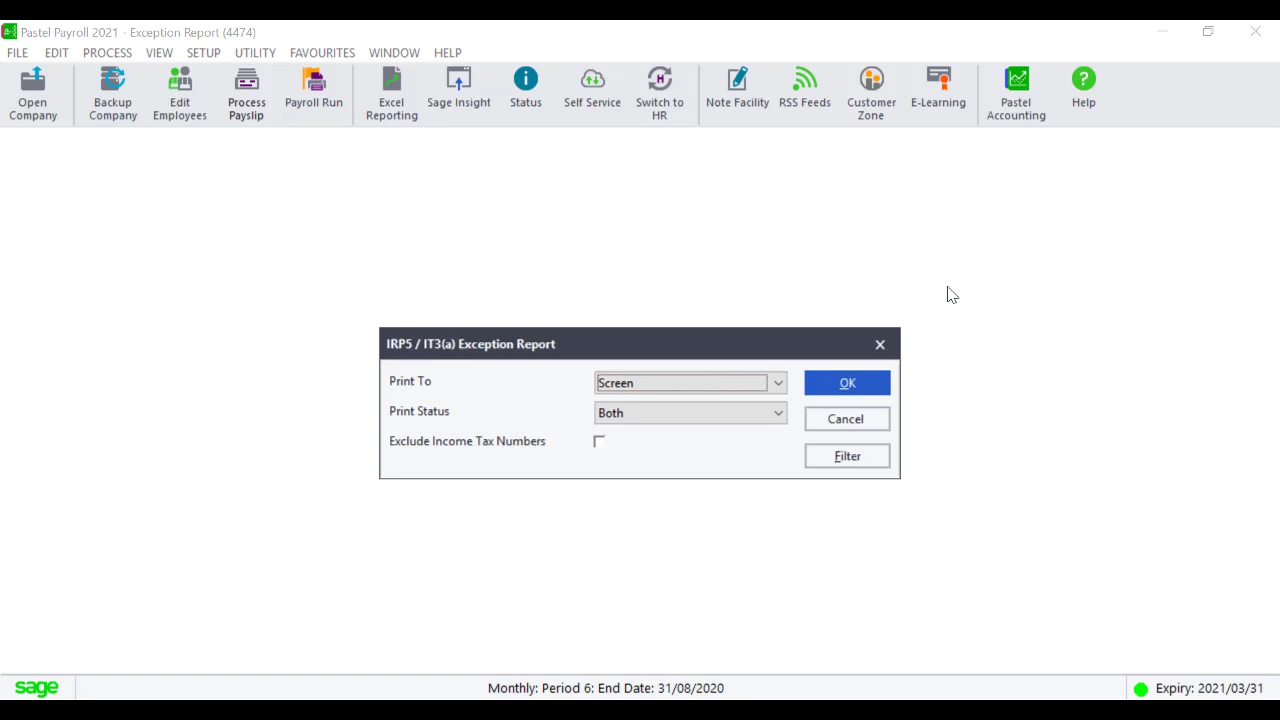 Pastel Payroll 2021 - Exception Report (4474)
FILE EDIT PROCESS VIEW SETUP UTILITY FAVOURITES WINDOW HELP
Open Company
Backup Company
Edit Employees
Process Payslip
Payroll Run
Excel Reporting
Sage Insight
Status
Self Service
Switch to HR
Note Facility
RSS Feeds
Customer Zone
E-Learning
Pastel Accounting
Help
IRP5 / IT3(a) Exception Report
Print To Screen OK
Print Status Both Cancel
Exclude Income Tax Numbers Filter
sage Monthly: Period 6: End Date: 31/08/2020 Expiry: 2021/03/31